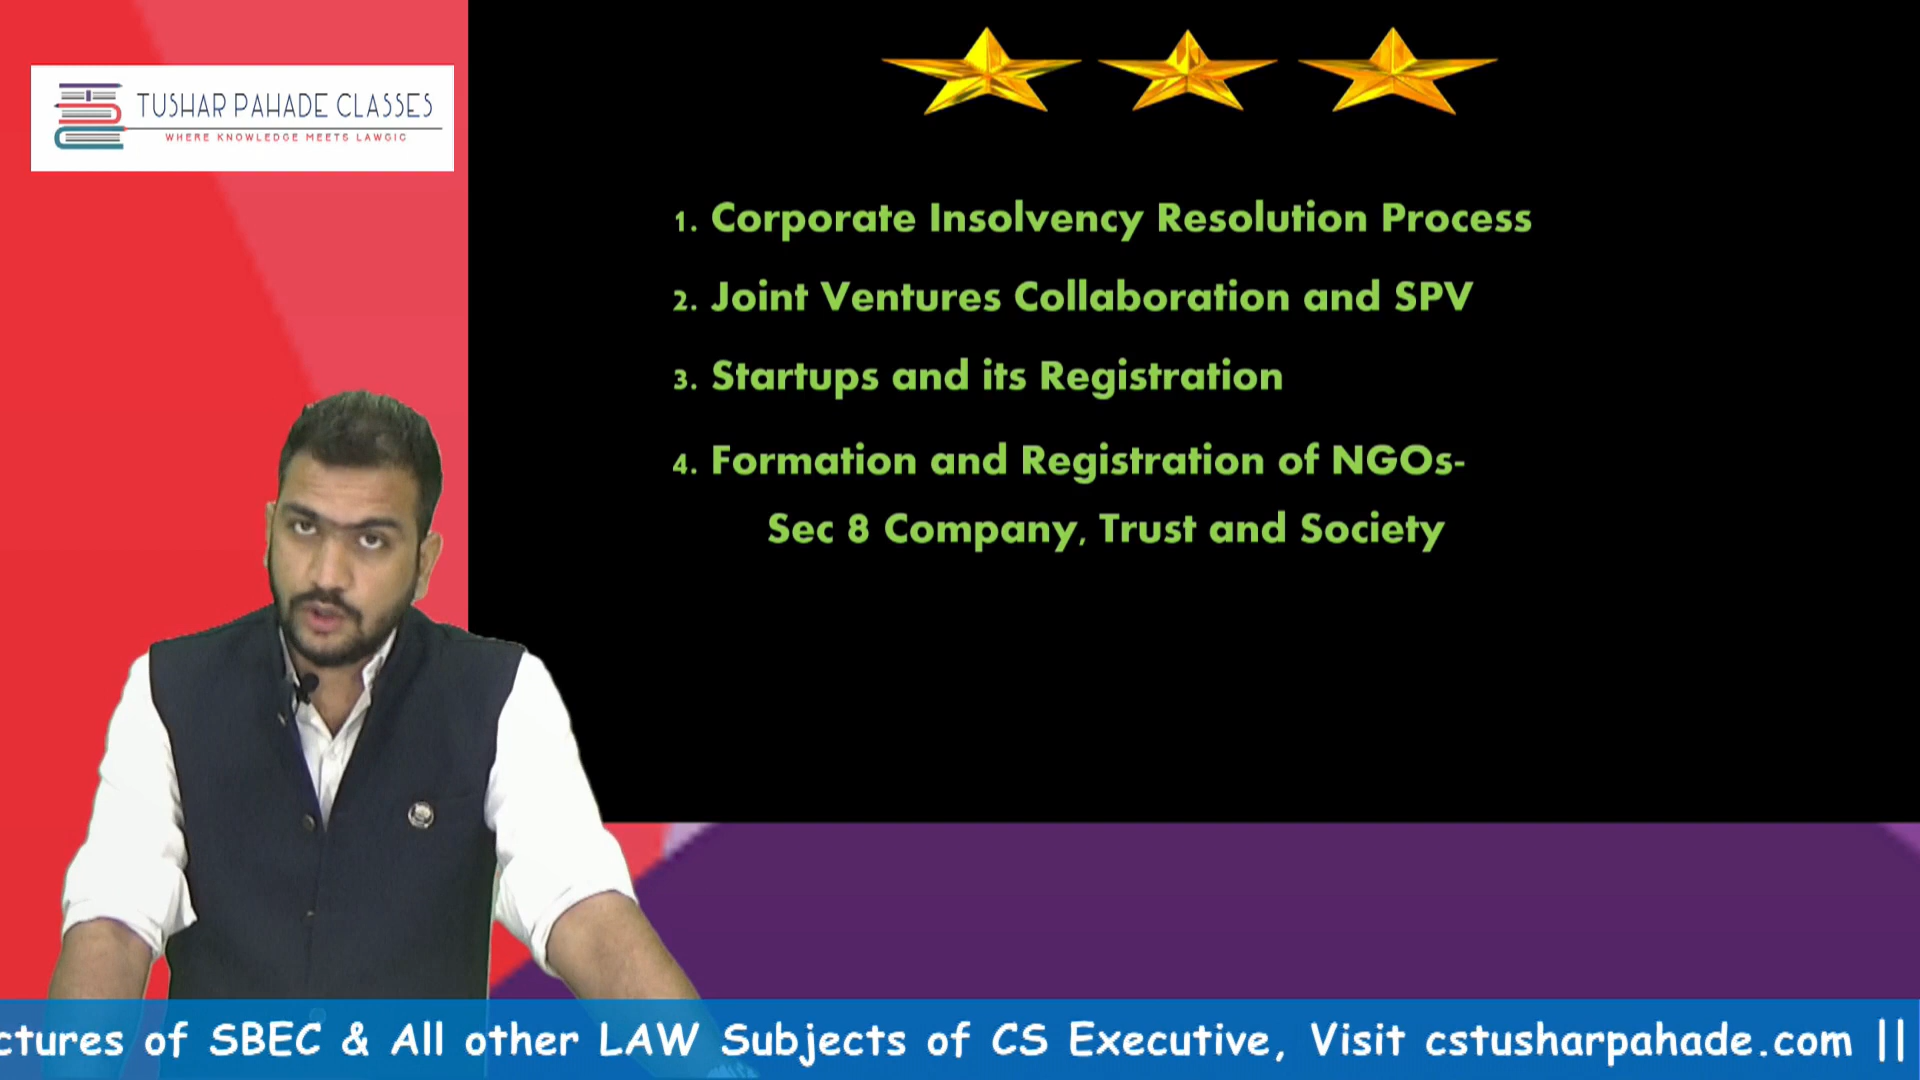 TUSHAR PAHADE CLASSES
WHERE KNOWLEDGE MEETS LAWGIC
1. Corporate Insolvency Resolution Process
2. Joint Ventures Collaboration and SPV
3. Startups and its Registration
4. Formation and Registration of NGOs-
Sec 8 Company, Trust and Society
ctures of SBEC & All other LAW Subjects of CS Executive, Visit cstusharpahade.com ||